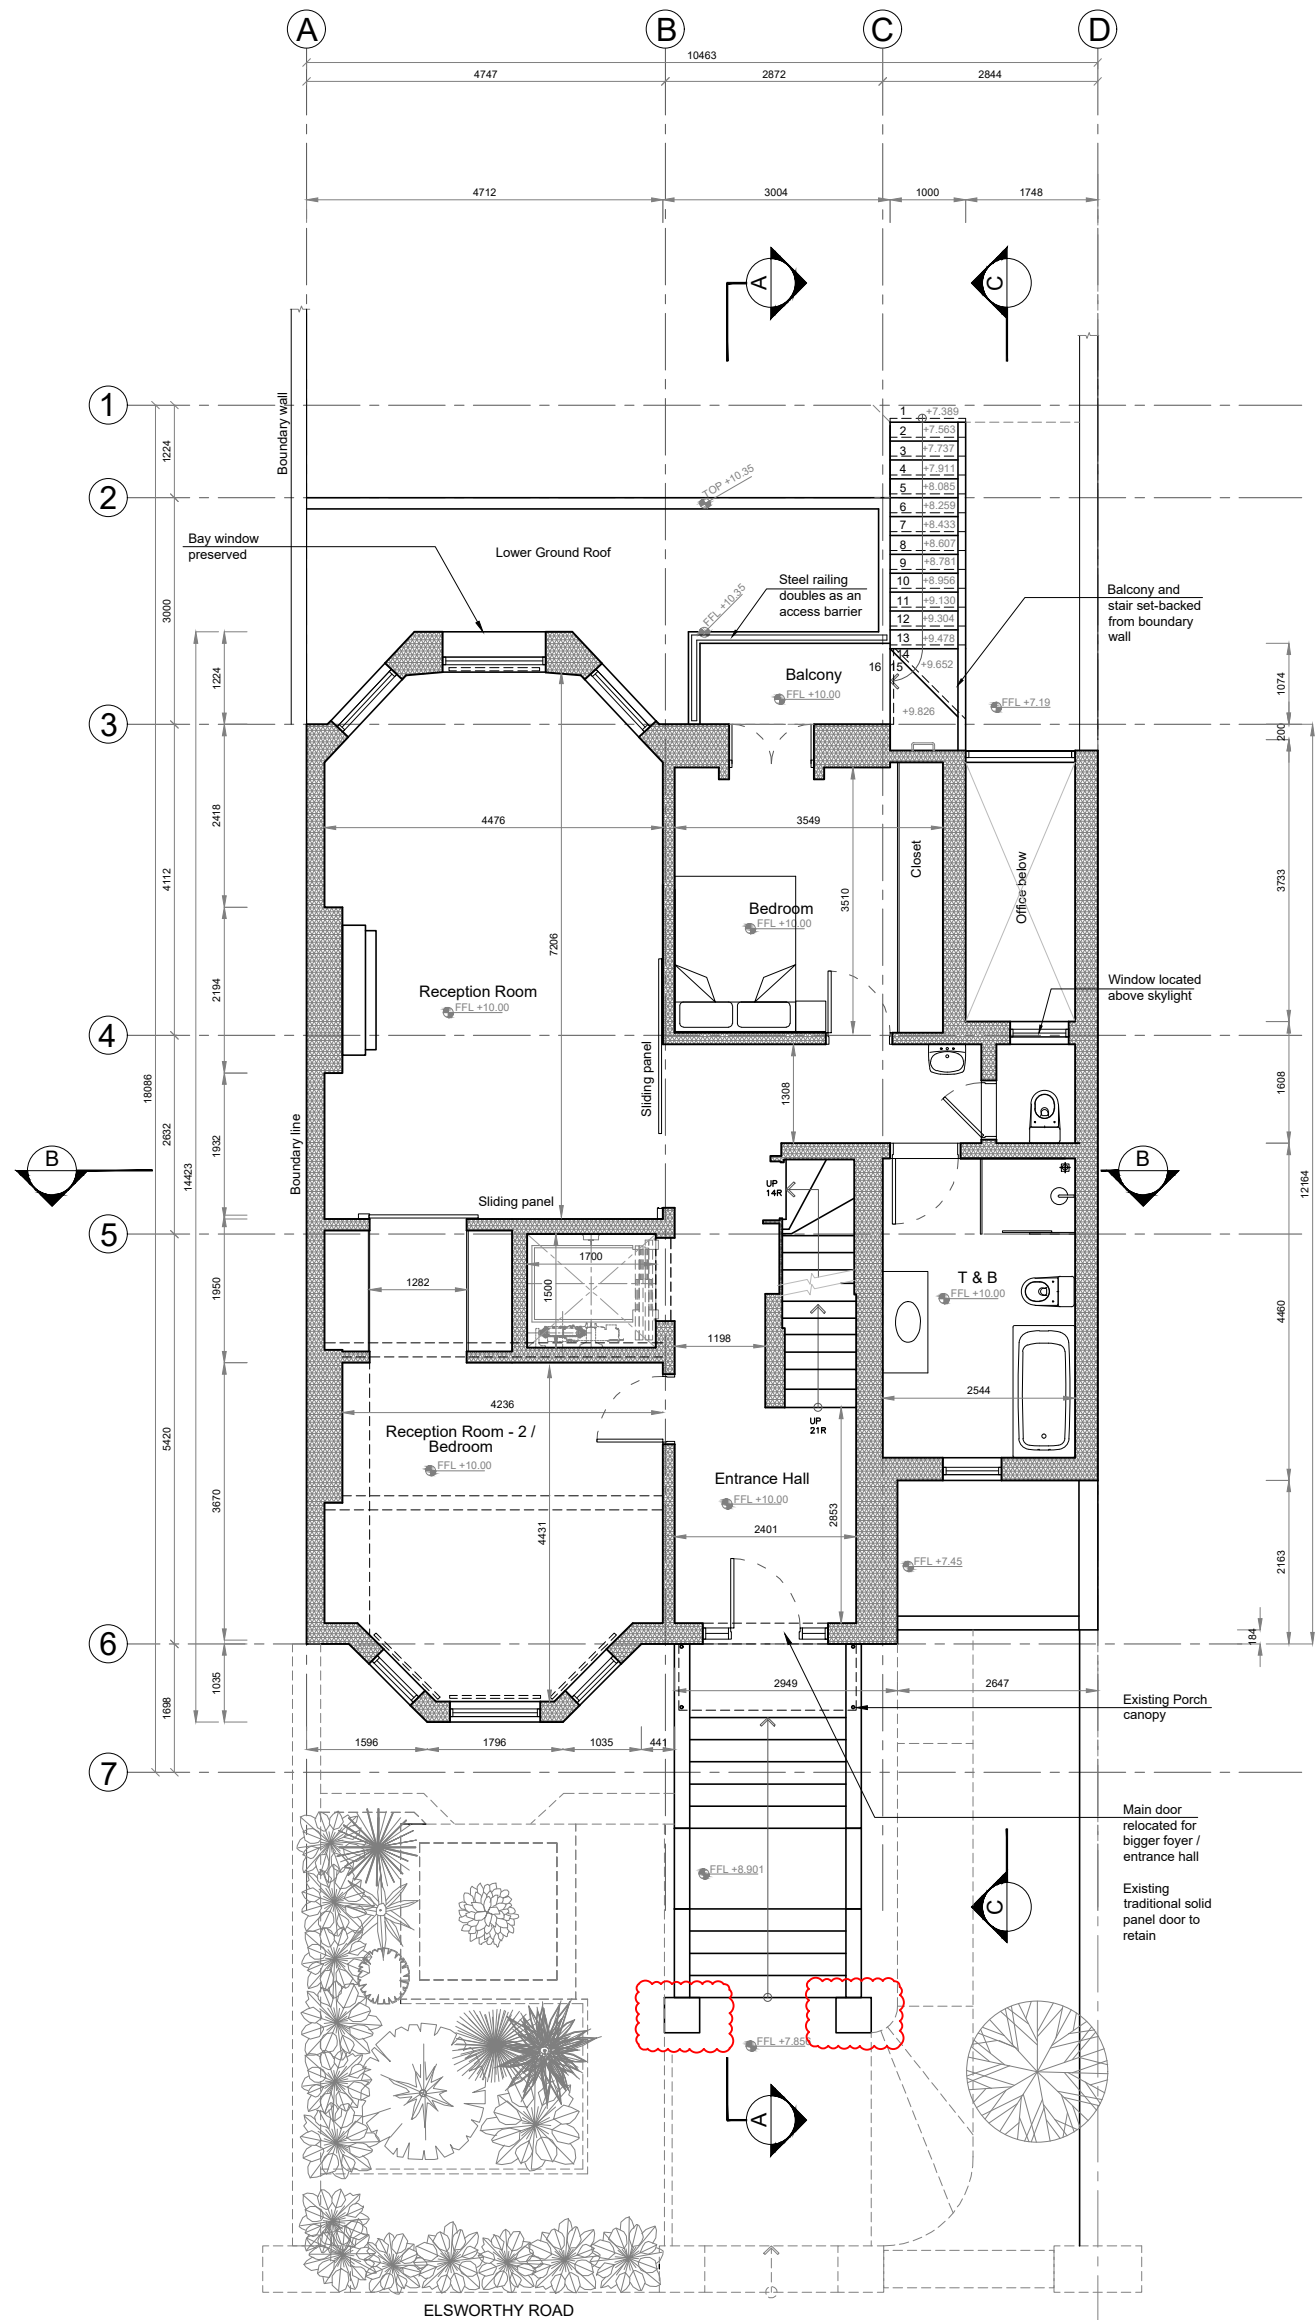 A
B
C
D
10463
4747
2872
2844
4712
3004
1000
1748
A
C
1
2
3
4
5
6
7
1224
3000
4112
2632
5420
1698
18086
14423
1224
2418
2194
1932
1950
3670
1035
Boundary wall
TOP +10.35
Bay window
preserved
Lower Ground Roof
FFL +10.35
Steel railing
doubles as an
access barrier
1 +7.389
2 +7.563
3 +7.737
4 +7.911
5 +8.085
6 +8.259
7 +8.433
8 +8.607
9 +8.781
10 +8.956
11 +9.130
12 +9.304
13 +9.478
14
16 15 +9.652
+9.826
Balcony and
stair set-backed
from boundary
wall
Balcony
FFL +10.00
FFL +7.19
1074
200
3733
1608
4460
2163
184
12164
4476
3549
3510
7206
Closet
Office below
Bedroom
FFL +10.00
Reception Room
FFL +10.00
Window located
above skylight
Sliding panel
1308
Boundary line
B
B
UP
14R
Sliding panel
1700
1500
1282
1198
T & B
FFL +10.00
2544
4236
Reception Room - 2 /
Bedroom
FFL +10.00
4431
UP
21R
Entrance Hall
FFL +10.00
2401
2853
FFL +7.45
2949
2647
Existing Porch
canopy
1596
1796
1035
441
Main door
relocated for
bigger foyer /
entrance hall
Existing
traditional solid
panel door to
retain
FFL +8.901
C
FFL +7.85
A
ELSWORTHY ROAD